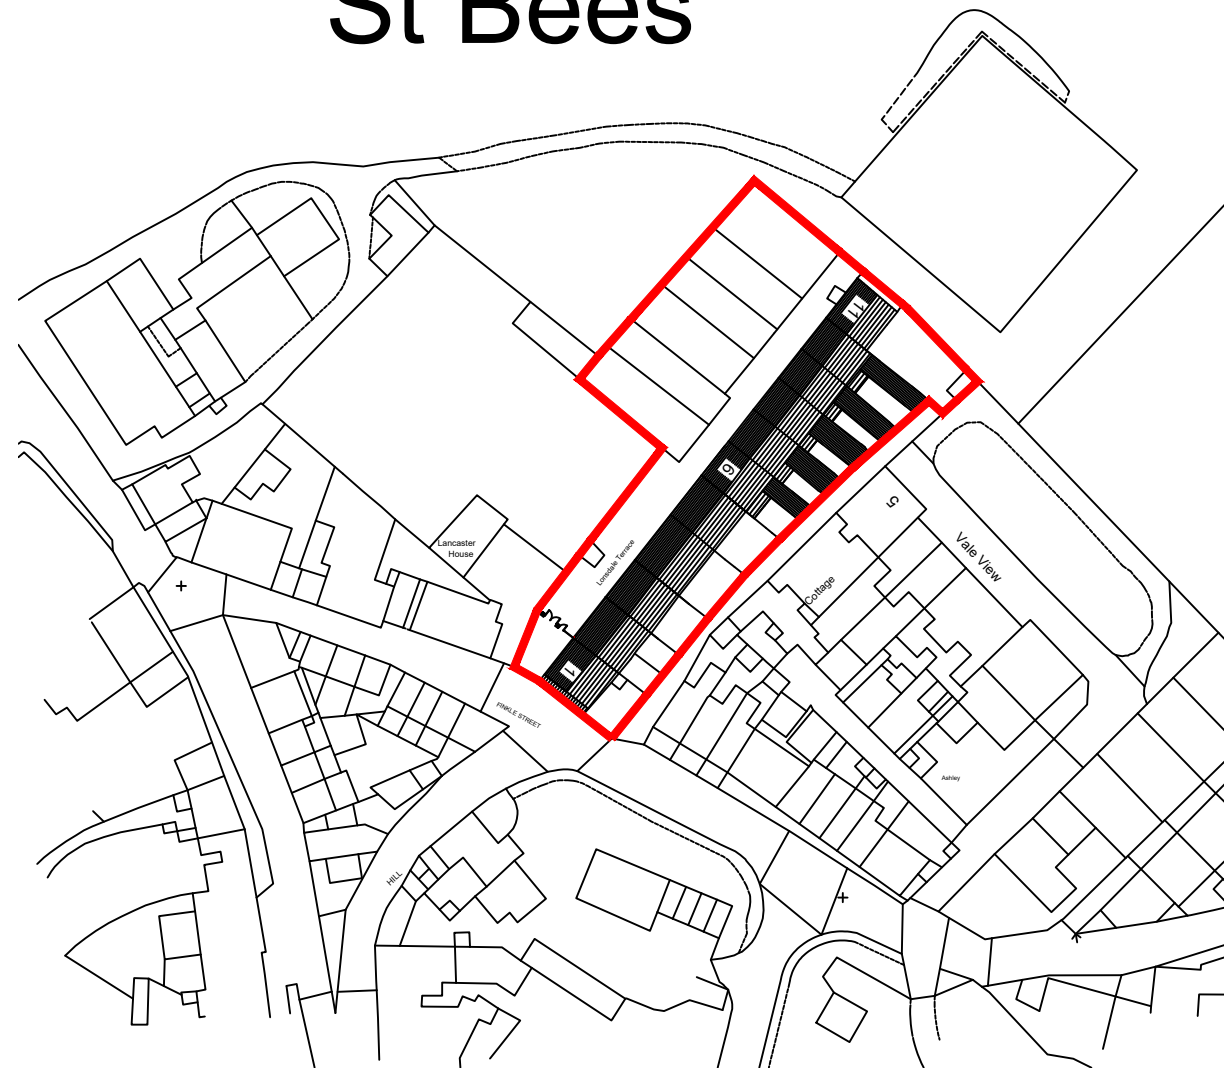 St Bees
11
9
5
Vale View
Lancaster
House
Lonsdale Terrace
Cottage
1
FINKLE STREET
Ashley
HILL